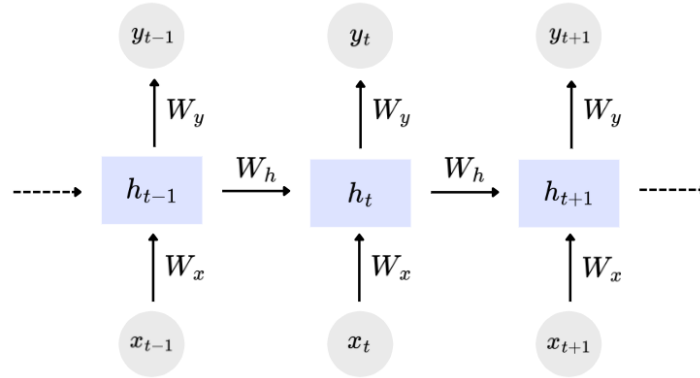 y_{t-1} y_t y_{t+1}
W_y W_y W_y
h_{t-1} W_h h_t W_h h_{t+1}
W_x W_x W_x
x_{t-1} x_t x_{t+1}